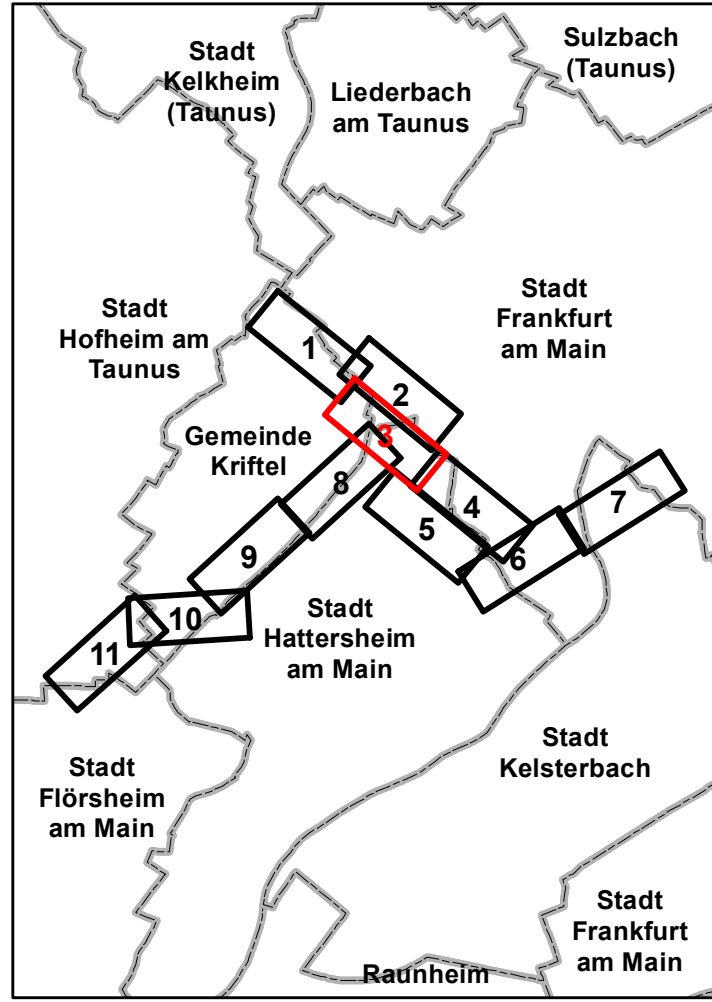 Stadt
Kelkheim
(Taunus)
Liederbach
am Taunus
Sulzbach
(Taunus)
Stadt
Hofheim am
Taunus
Stadt
Frankfurt
am Main
1
2
3
Gemeinde
Kriftel
8
4
7
5
9
6
10
11
Stadt
Hattersheim
am Main
Stadt
Flörsheim
am Main
Stadt
Kelsterbach
Stadt
Frankfurt
am Main
Raunheim